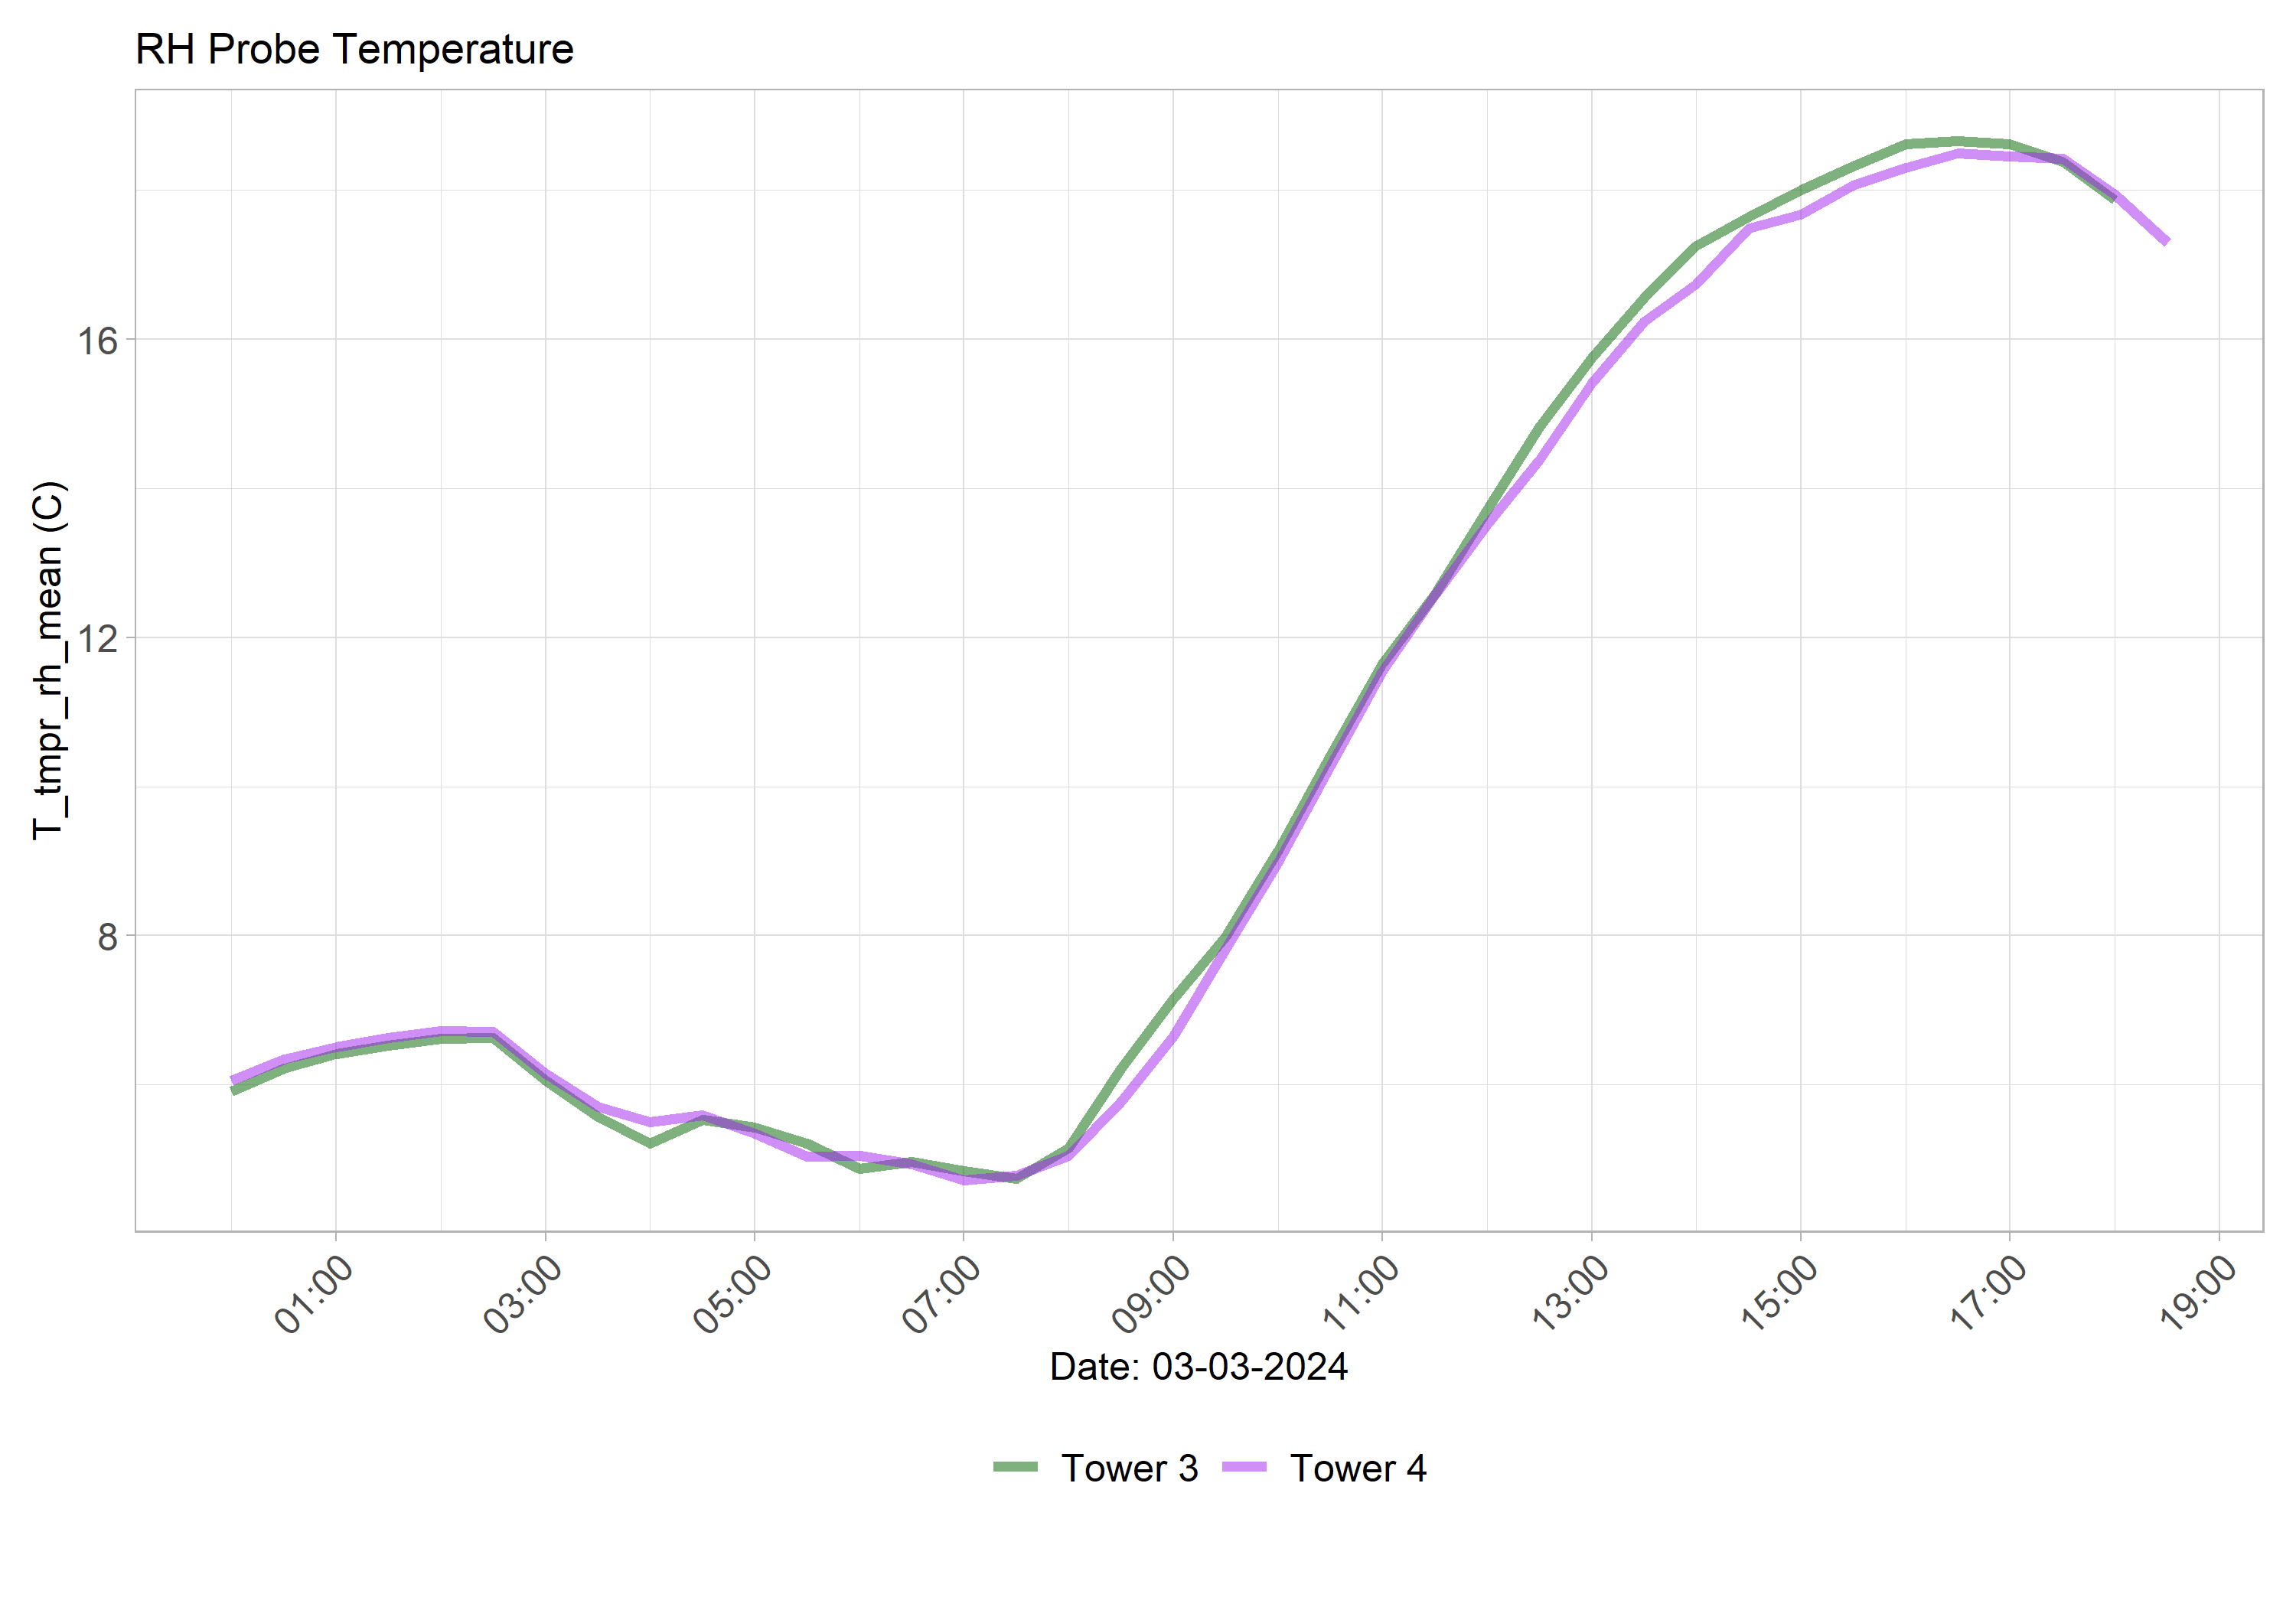 RH Probe Temperature
T_tmpr_rh_mean (C)
16
12
8
01:00 03:00 05:00 07:00 09:00 11:00 13:00 15:00 17:00 19:00
Date: 03-03-2024
Tower 3 Tower 4